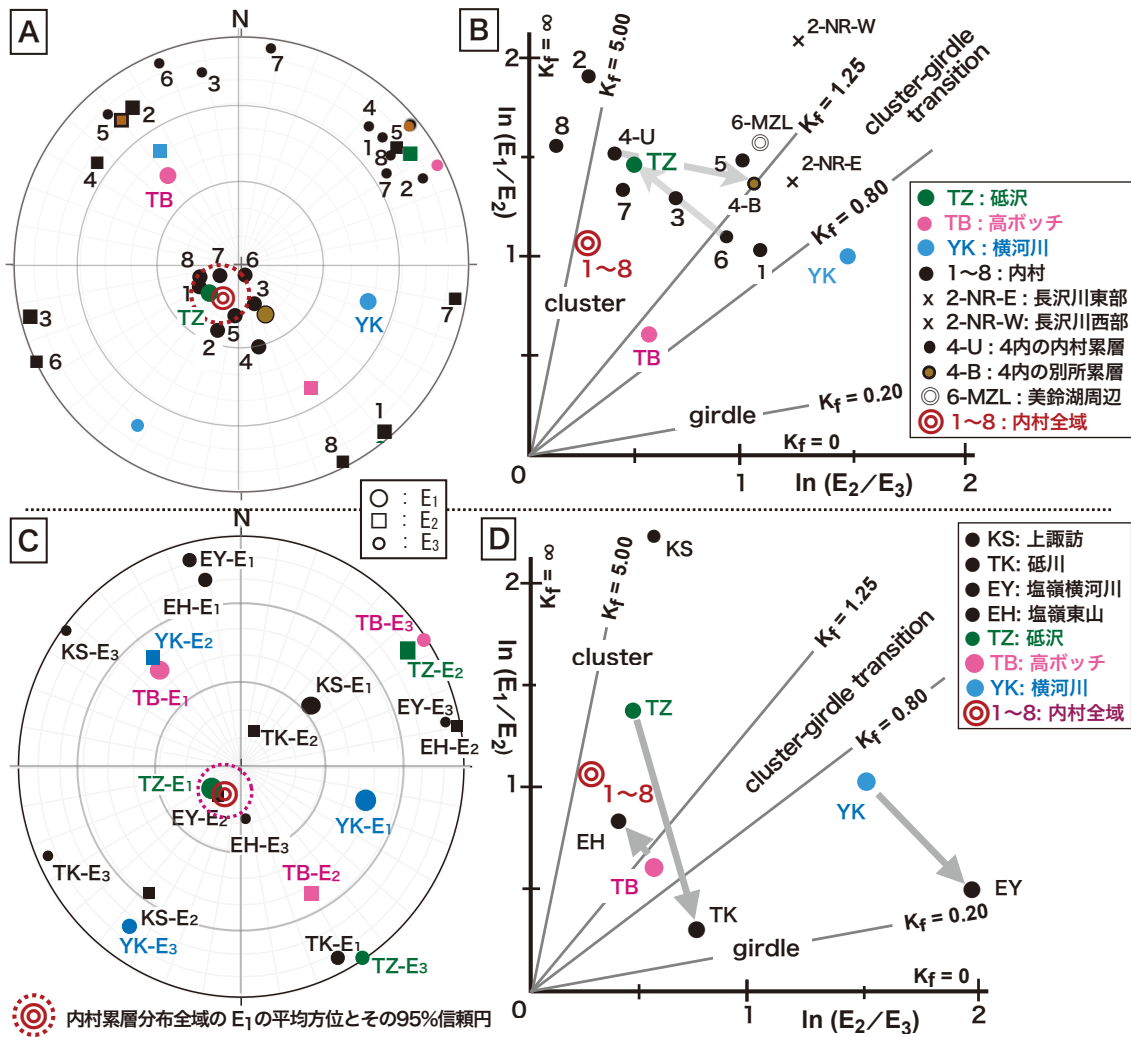 A
N
7
6
3
2
5
4
4
1
5
8
7
2
TB
8
7
6
1
3
TZ
5
2
4
YK
3
6
7
1
8
B
2
1
0
ln (E1/E2)
Kf = ∞
Kf = 5.00
Kf = 1.25
cluster-girdle
transition
Kf = 0.80
Kf = 0.20
Kf = 0
2-NR-W
2
8
4-U
TZ
6-MZL
5
2-NR-E
4-B
7
3
6
1
1〜8
YK
cluster
TB
girdle
1
2
ln (E2/E3)
TZ : 砥沢
TB : 高ボッチ
YK : 横河川
1〜8 : 内村
x 2-NR-E : 長沢川東部
x 2-NR-W: 長沢川西部
4-U : 4内の内村累層
4-B : 4内の別所累層
6-MZL : 美鈴湖周辺
1〜8 : 内村全域
: E1
: E2
: E3
C
N
EY-E1
EH-E1
TB-E3
KS-E3
YK-E2
TZ-E2
TB-E1
KS-E1
EY-E3
TK-E2
EH-E2
TZ-E1
EY-E2
YK-E1
EH-E3
TK-E3
TB-E2
KS-E2
YK-E3
TK-E1
TZ-E3
内村累層分布全域の E1の平均方位とその95%信頼円
D
2
1
0
ln (E1/E2)
Kf = ∞
Kf = 5.00
Kf = 1.25
cluster-girdle transition
Kf = 0.80
Kf = 0.20
Kf = 0
KS
cluster
TZ
1〜8
EH
TB
YK
TK
EY
girdle
1
2
ln (E2/E3)
KS: 上諏訪
TK: 砥川
EY: 塩嶺横河川
EH: 塩嶺東山
TZ: 砥沢
TB: 高ボッチ
YK: 横河川
1〜8: 内村全域